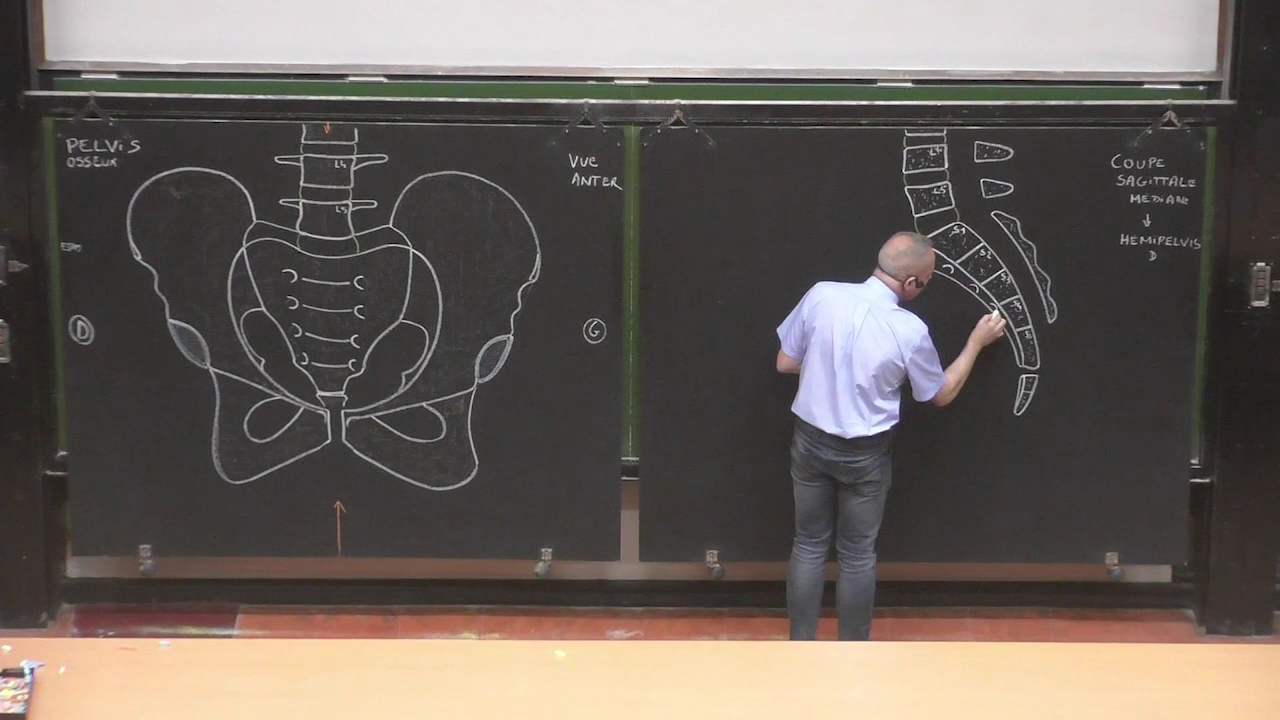 PELVIS
OSSEUX
L4
VUE
ANTER
L5
D
G
L4
L5
S1
S2
S3
COUPE
SAGITTALE
MEDIANE
HEMIPELVIS
D